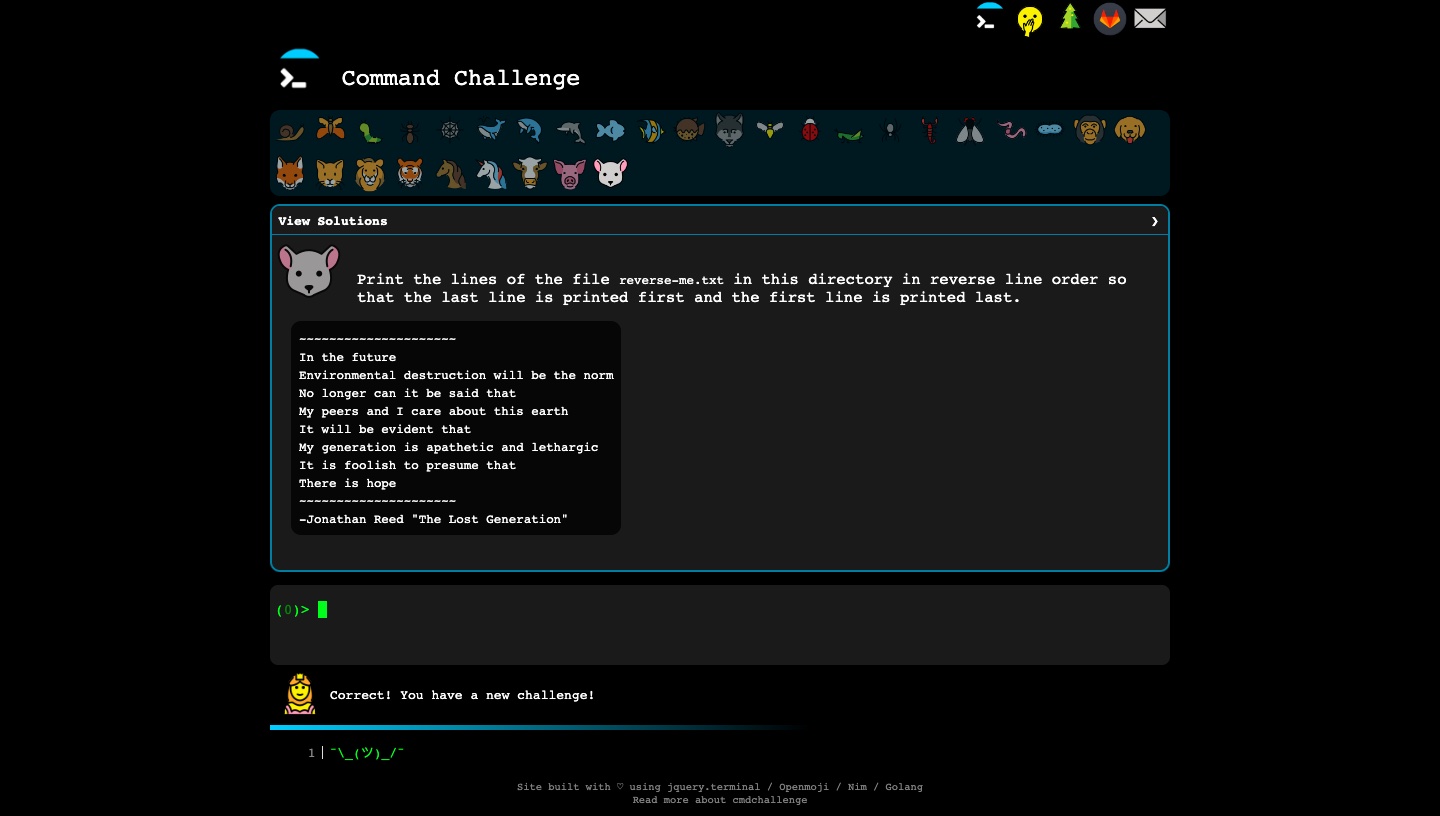 Command Challenge
View Solutions ❯
Print the lines of the file reverse-me.txt in this directory in reverse line order so
that the last line is printed first and the first line is printed last.
~~~~~~~~~~~~~~~~~~~~~
In the future
Environmental destruction will be the norm
No longer can it be said that
My peers and I care about this earth
It will be evident that
My generation is apathetic and lethargic
It is foolish to presume that
There is hope
~~~~~~~~~~~~~~~~~~~~~
-Jonathan Reed "The Lost Generation"
(0)>
Correct! You have a new challenge!
1 ¯\_(ツ)_/¯
Site built with ♡ using jquery.terminal / Openmoji / Nim / Golang
Read more about cmdchallenge